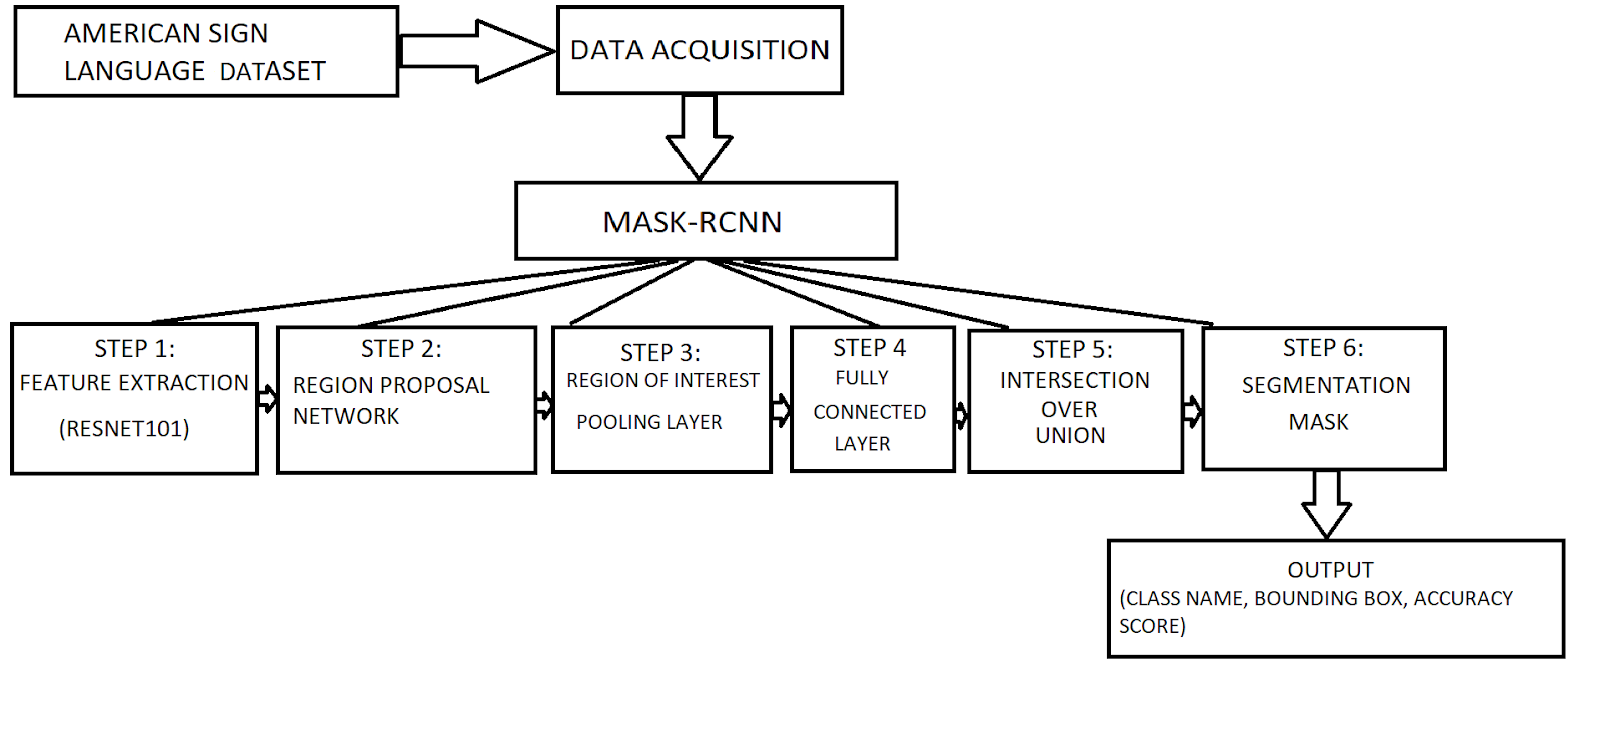 AMERICAN SIGN
LANGUAGE DATASET
DATA ACQUISITION
MASK-RCNN
STEP 1:
FEATURE EXTRACTION
(RESNET101)
STEP 2:
REGION PROPOSAL
NETWORK
STEP 3:
REGION OF INTEREST
POOLING LAYER
STEP 4
FULLY
CONNECTED
LAYER
STEP 5:
INTERSECTION
OVER
UNION
STEP 6:
SEGMENTATION
MASK
OUTPUT
(CLASS NAME, BOUNDING BOX, ACCURACY
SCORE)